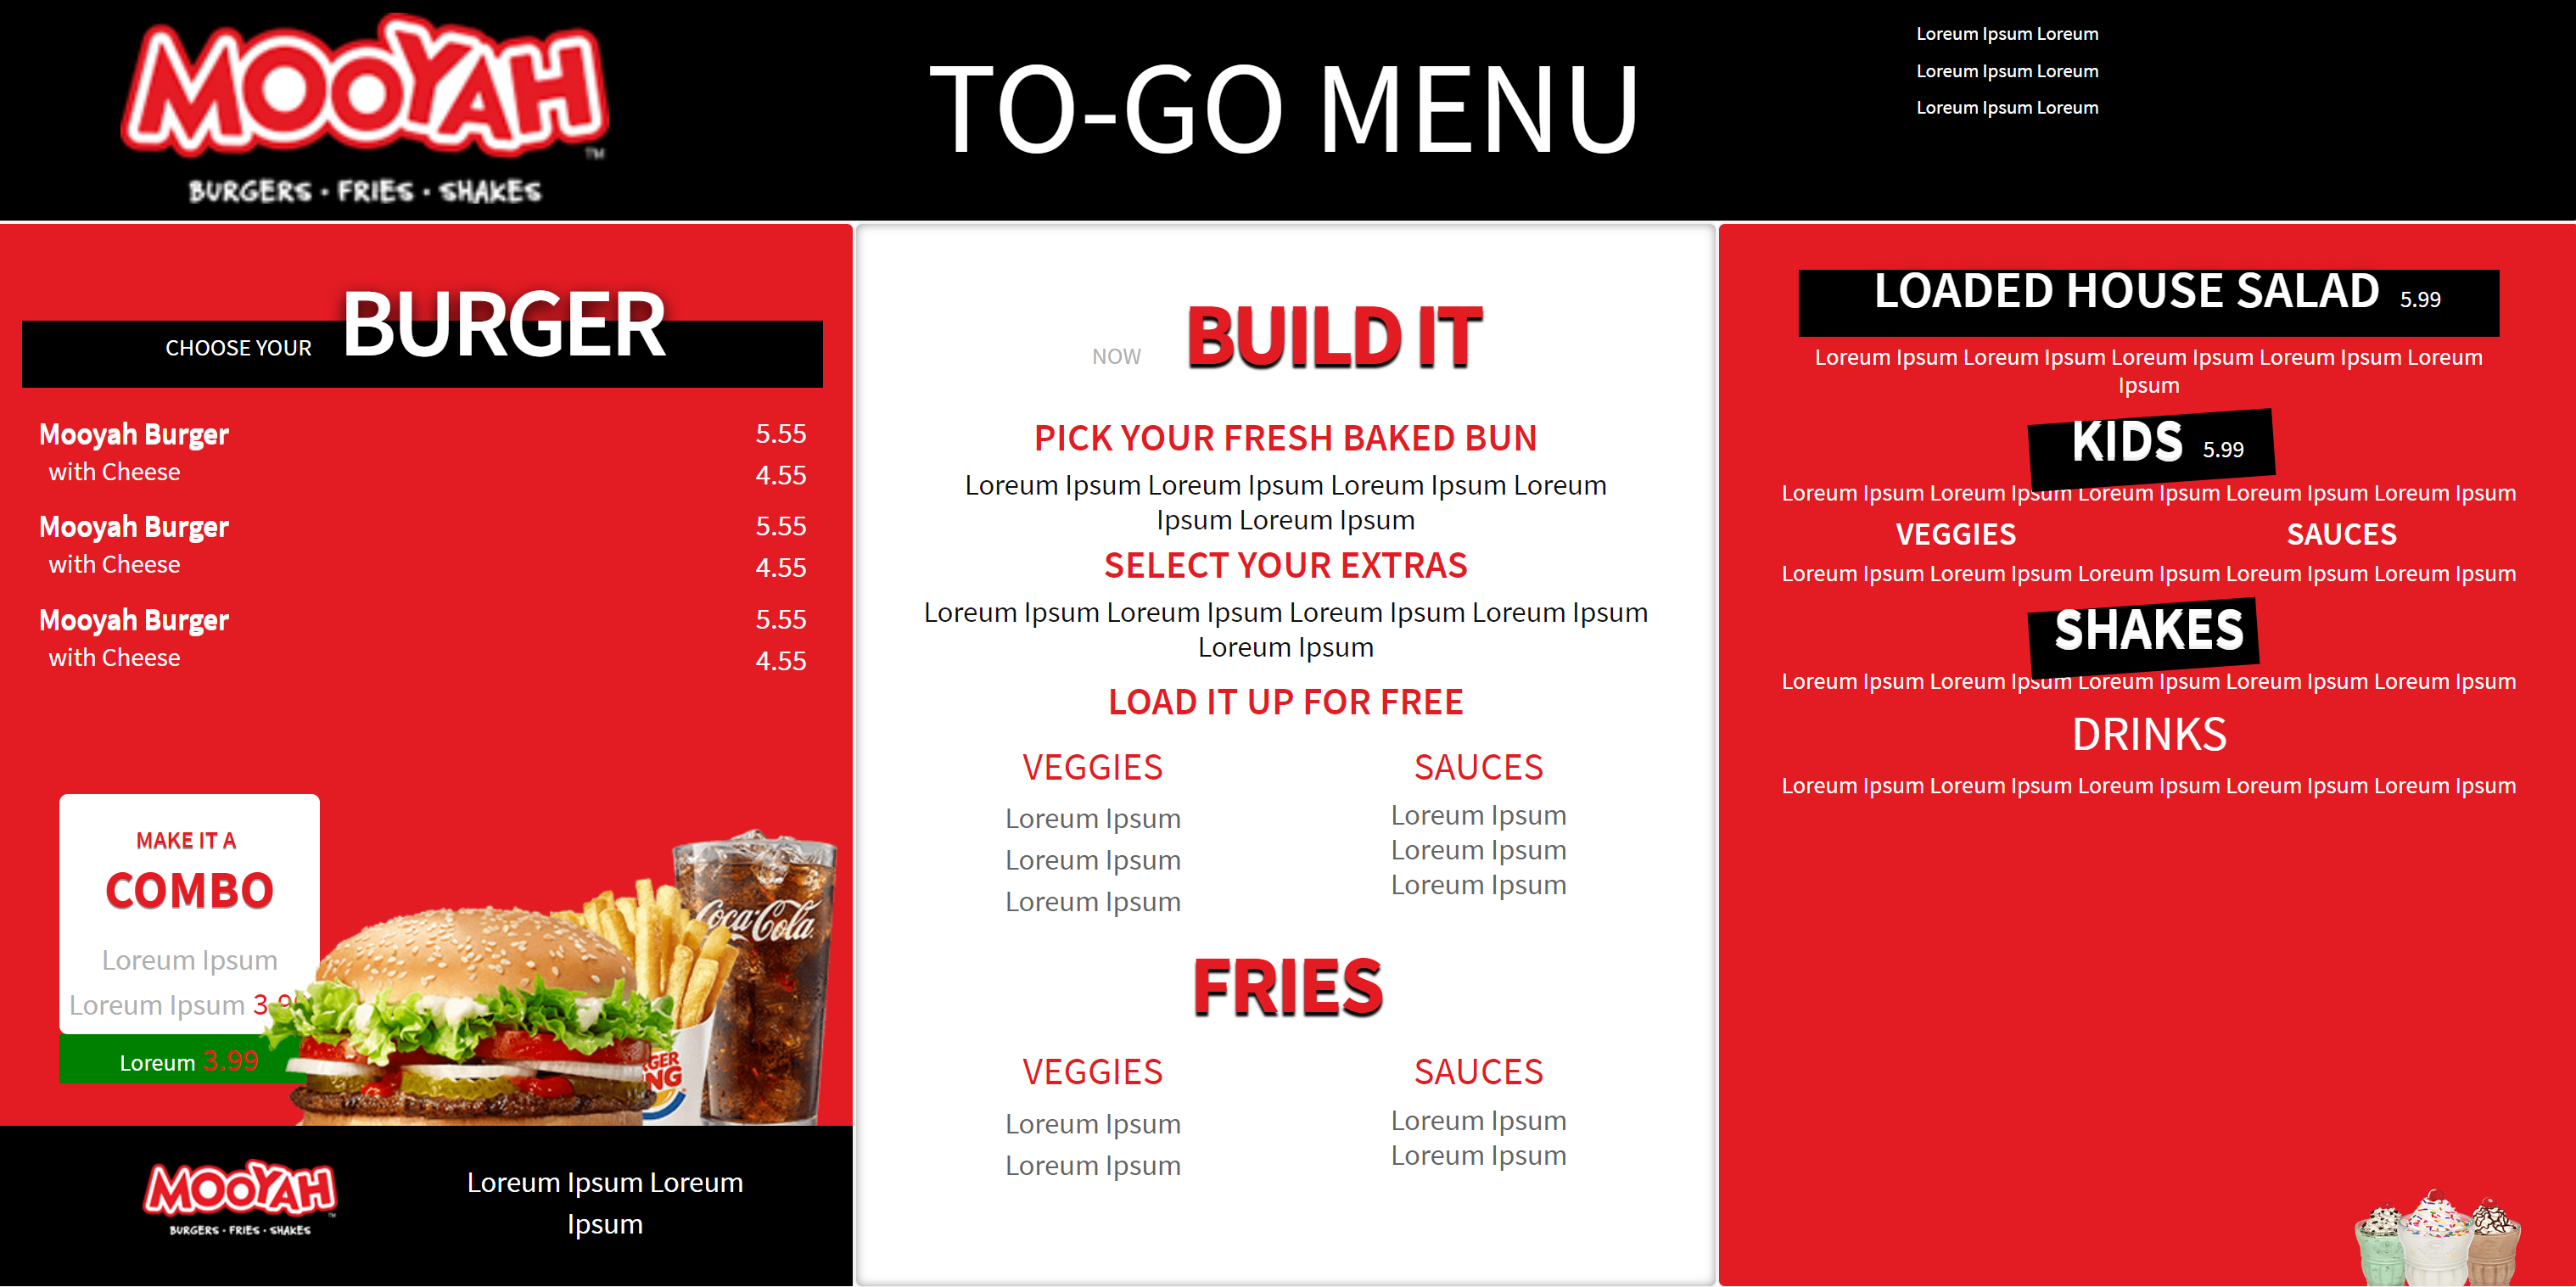 MOOYAH
TM
BURGERS · FRIES · SHAKES
TO-GO MENU
Loreum Ipsum Loreum
Loreum Ipsum Loreum
Loreum Ipsum Loreum
CHOOSE YOUR BURGER
Mooyah Burger 5.55
with Cheese 4.55
Mooyah Burger 5.55
with Cheese 4.55
Mooyah Burger 5.55
with Cheese 4.55
MAKE IT A
COMBO
Loreum Ipsum
Loreum Ipsum 3.9
Loreum 3.99
Coca-Cola
MOOYAH
TM
BURGERS · FRIES · SHAKES
Loreum Ipsum Loreum
Ipsum
NOW BUILD IT
PICK YOUR FRESH BAKED BUN
Loreum Ipsum Loreum Ipsum Loreum Ipsum Loreum
Ipsum Loreum Ipsum
SELECT YOUR EXTRAS
Loreum Ipsum Loreum Ipsum Loreum Ipsum Loreum Ipsum
Loreum Ipsum
LOAD IT UP FOR FREE
VEGGIES
Loreum Ipsum
Loreum Ipsum
Loreum Ipsum
SAUCES
Loreum Ipsum
Loreum Ipsum
Loreum Ipsum
FRIES
VEGGIES
Loreum Ipsum
Loreum Ipsum
SAUCES
Loreum Ipsum
Loreum Ipsum
LOADED HOUSE SALAD 5.99
Loreum Ipsum Loreum Ipsum Loreum Ipsum Loreum Ipsum Loreum
Ipsum
KIDS 5.99
Loreum Ipsum Loreum Ipsum Loreum Ipsum Loreum Ipsum Loreum Ipsum
VEGGIES SAUCES
Loreum Ipsum Loreum Ipsum Loreum Ipsum Loreum Ipsum Loreum Ipsum
SHAKES
Loreum Ipsum Loreum Ipsum Loreum Ipsum Loreum Ipsum Loreum Ipsum
DRINKS
Loreum Ipsum Loreum Ipsum Loreum Ipsum Loreum Ipsum Loreum Ipsum